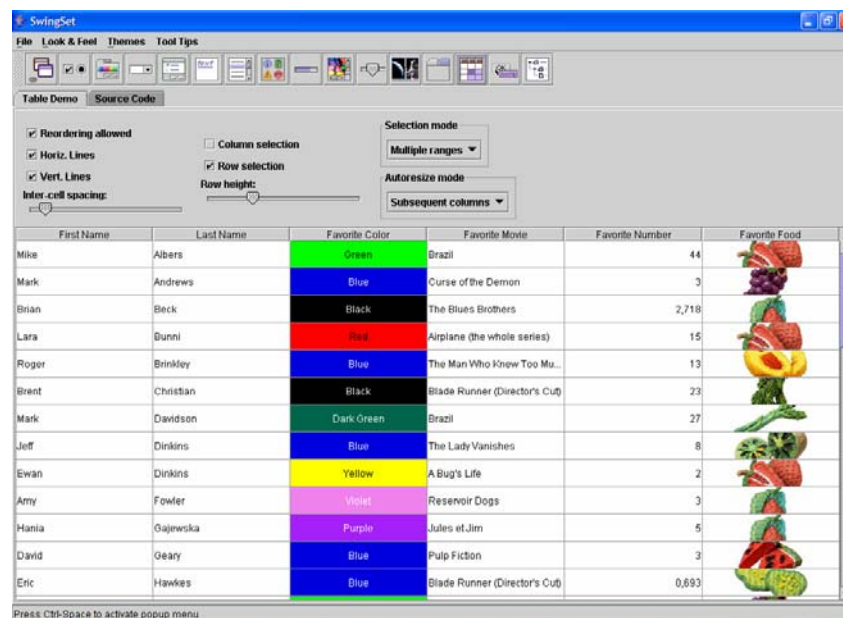 SwingSet
File Look & Feel Themes Tool Tips
Table Demo Source Code
Reordering allowed
Horiz. Lines
Vert. Lines
Inter-cell spacing:
Column selection
Row selection
Row height:
Selection mode
Multiple ranges
Autoresize mode
Subsequent columns
First Name Last Name Favorite Color Favorite Movie Favorite Number Favorite Food
Mike Albers Green Brazil 44
Mark Andrews Blue Curse of the Demon 3
Brian Beck Black The Blues Brothers 2,718
Lara Bunni Red Airplane (the whole series) 15
Roger Brinkley Blue The Man Who Knew Too Mu... 13
Brent Christian Black Blade Runner (Director's Cut) 23
Mark Davidson Dark Green Brazil 27
Jeff Dinkins Blue The Lady Vanishes 8
Ewan Dinkins Yellow A Bug's Life 2
Amy Fowler Violet Reservoir Dogs 3
Hania Gajewska Purple Jules et Jim 5
David Geary Blue Pulp Fiction 3
Eric Hawkes Blue Blade Runner (Director's Cut) 0,693
Press Ctrl-Space to activate popup menu